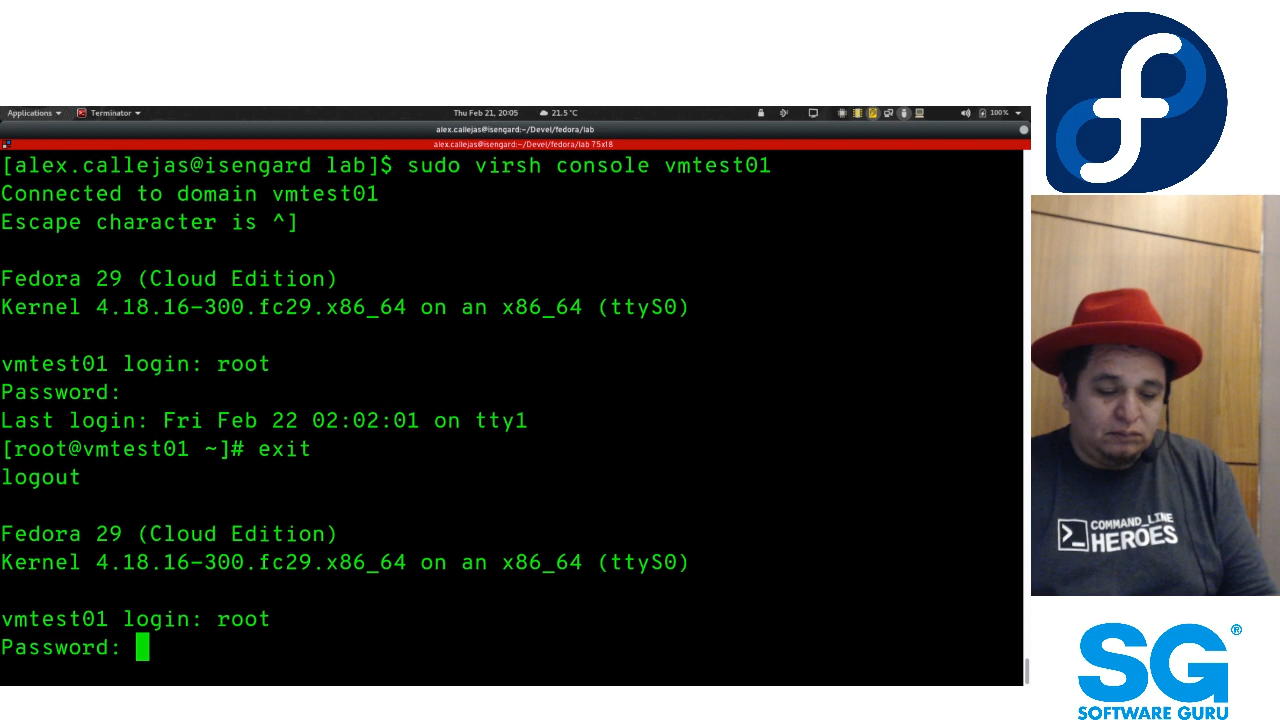 Applications
Terminator
Thu Feb 21, 20:05
21.5 °C
100%
alex.callejas@isengard:~/Devel/fedora/lab
alex.callejas@isengard:~/Devel/fedora/lab 75x18
[alex.callejas@isengard lab]$ sudo virsh console vmtest01
Connected to domain vmtest01
Escape character is ^]
Fedora 29 (Cloud Edition)
Kernel 4.18.16-300.fc29.x86_64 on an x86_64 (ttyS0)
vmtest01 login: root
Password:
Last login: Fri Feb 22 02:02:01 on tty1
[root@vmtest01 ~]# exit
logout
Fedora 29 (Cloud Edition)
Kernel 4.18.16-300.fc29.x86_64 on an x86_64 (ttyS0)
vmtest01 login: root
Password:
>_ COMMAND_LINE
HEROES
SG®
SOFTWARE GURU